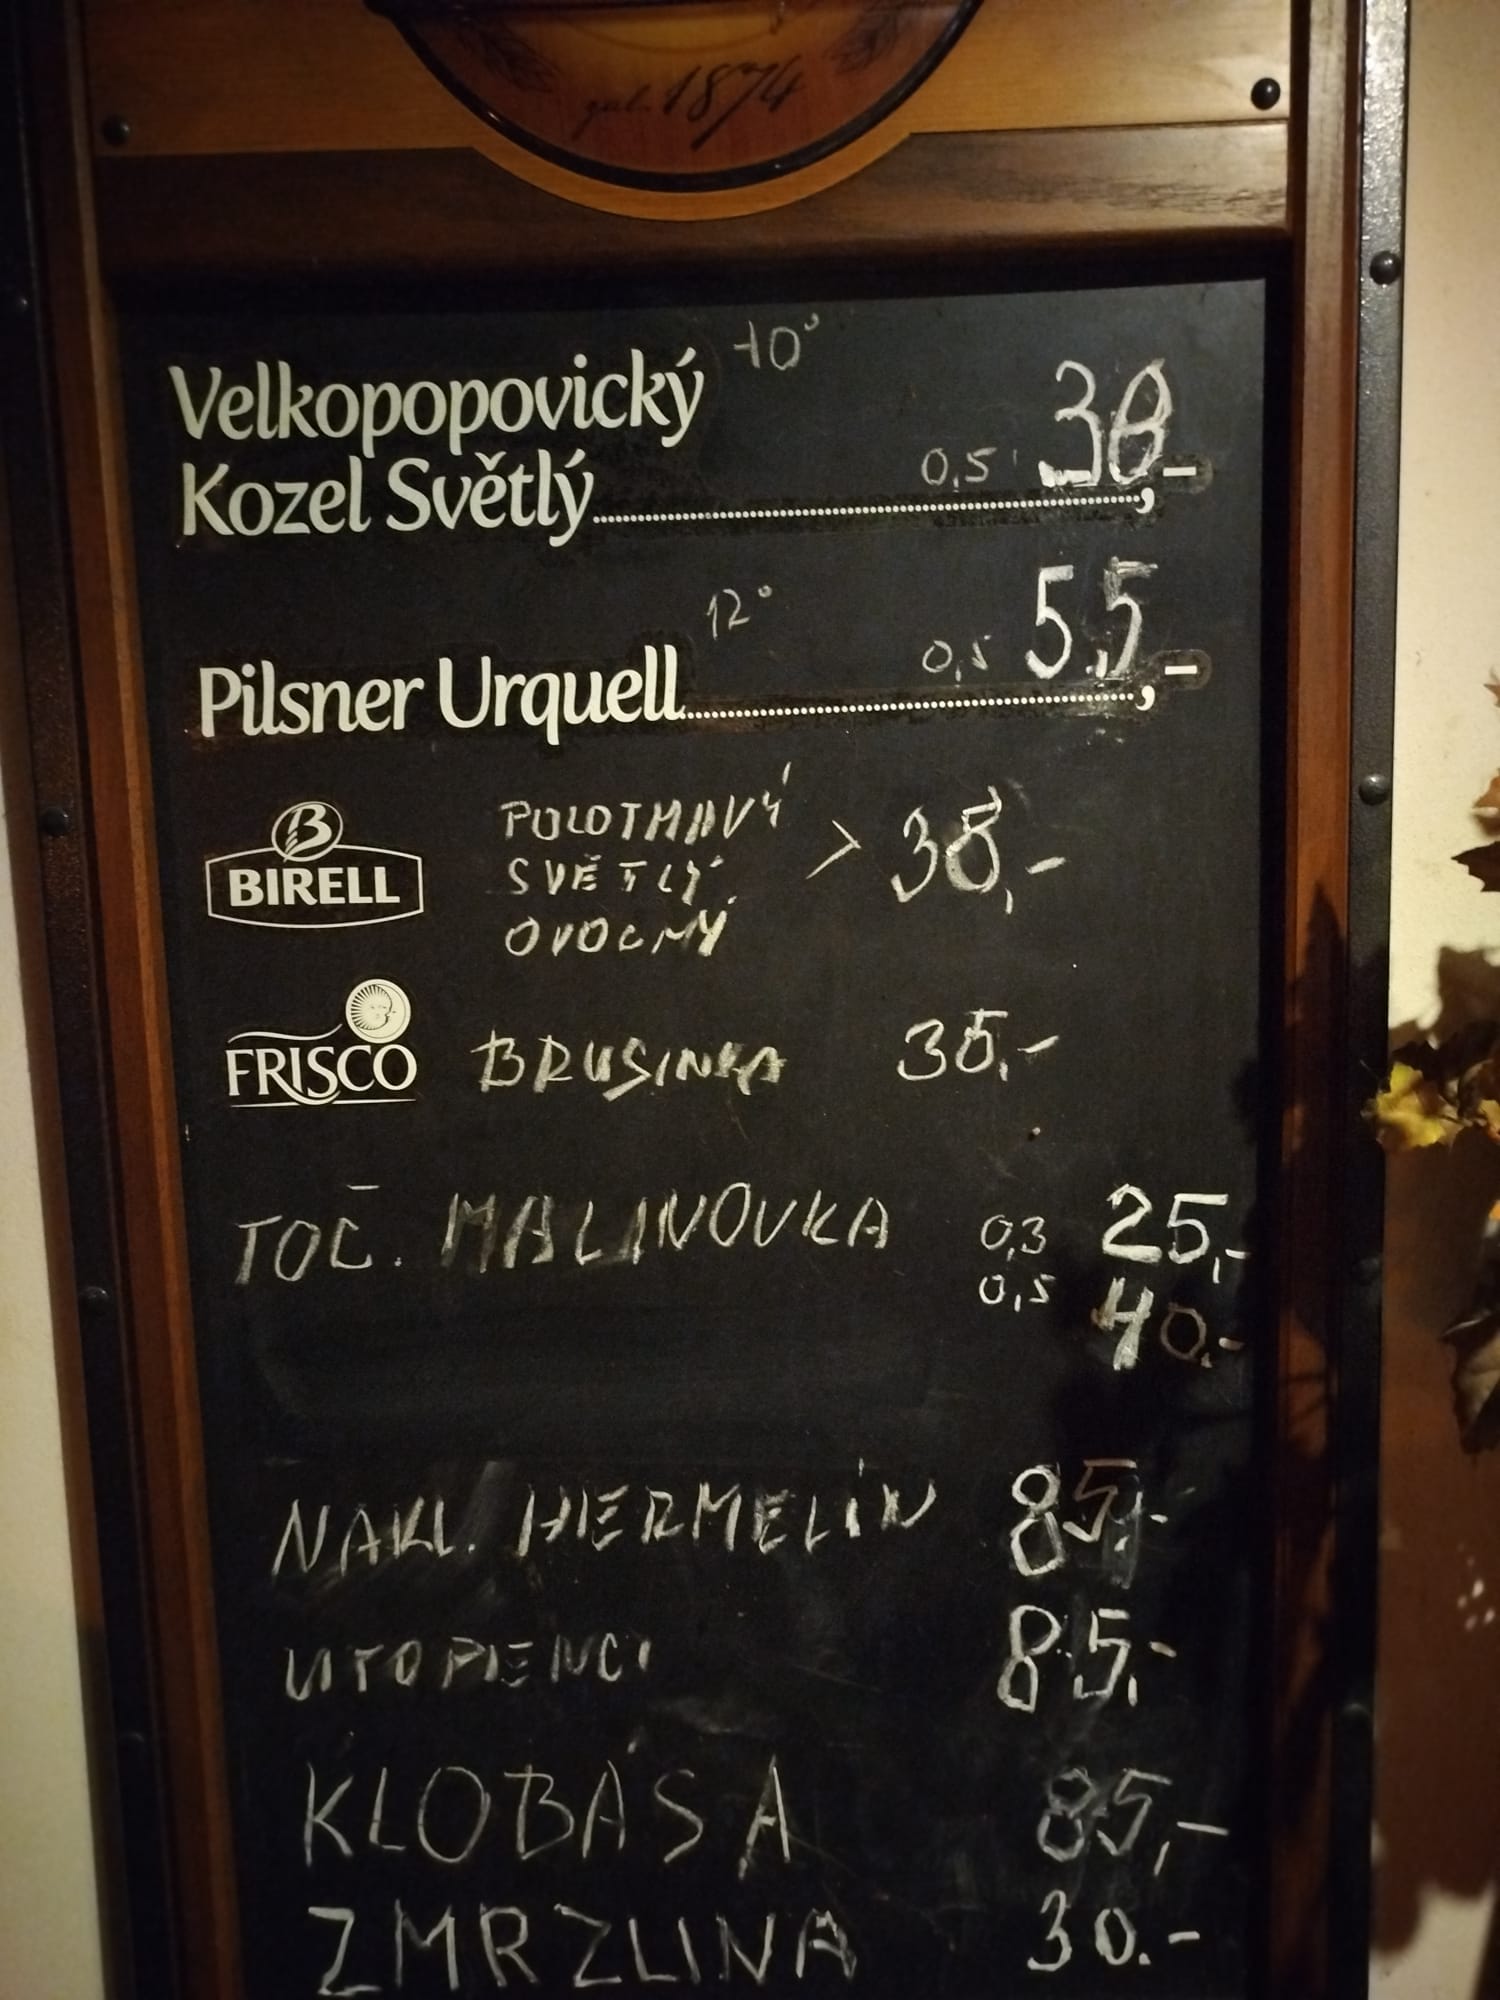 zal. 1874
Velkopopovický 10°
Kozel Světlý 0,5 38,-
12°
Pilsner Urquell 0,5 55,-
B
BIRELL POLOTMAVÝ
SVĚTLÝ > 38,-
OVOCNÝ
FRISCO BRUSINKA 35,-
TOČ. MALINOVKA 0,3 25,-
0,5 40.-
NAKL. HERMELÍN 85,-
UTOPENCI 85,-
KLOBÁSA 85,-
ZMRZLINA 30.-